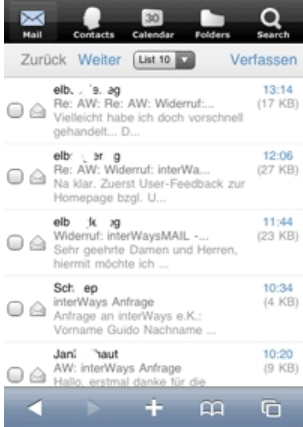 Mail Contacts 30 Calendar Folders Search
Zurück Weiter List 10 Verfassen
13:14
Re: AW: Re: AW: Widerruf:... (17 KB)
Vielleicht habe ich doch vorschnell
gehandelt... D...
12:06
Re: AW: Widerruf: interWa... (27 KB)
Na klar. Zuerst User-Feedback zur
Homepage bzgl. U...
11:44
Widerruf: interWaysMAIL -... (23 KB)
Sehr geehrte Damen und Herren,
hiermit möchte ich ...
10:34
interWays Anfrage (4 KB)
Anfrage an interWays e.K.:
Vorname Guido Nachname ...
10:20
AW: interWays Anfrage (9 KB)
Hallo, erstmal danke für die